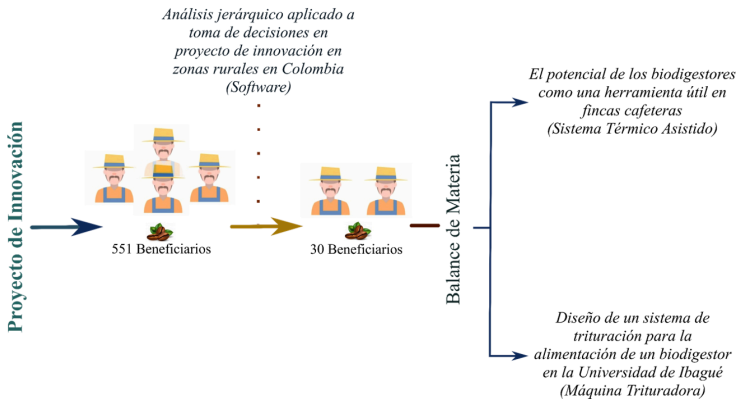 Análisis jerárquico aplicado a
toma de decisiones en
proyecto de innovación en
zonas rurales en Colombia
(Software)
Proyecto de Innovación
551 Beneficiarios
30 Beneficiarios
Balance de Materia
El potencial de los biodigestores
como una herramienta útil en
fincas cafeteras
(Sistema Térmico Asistido)
Diseño de un sistema de
trituración para la
alimentación de un biodigestor
en la Universidad de Ibagué
(Máquina Trituradora)